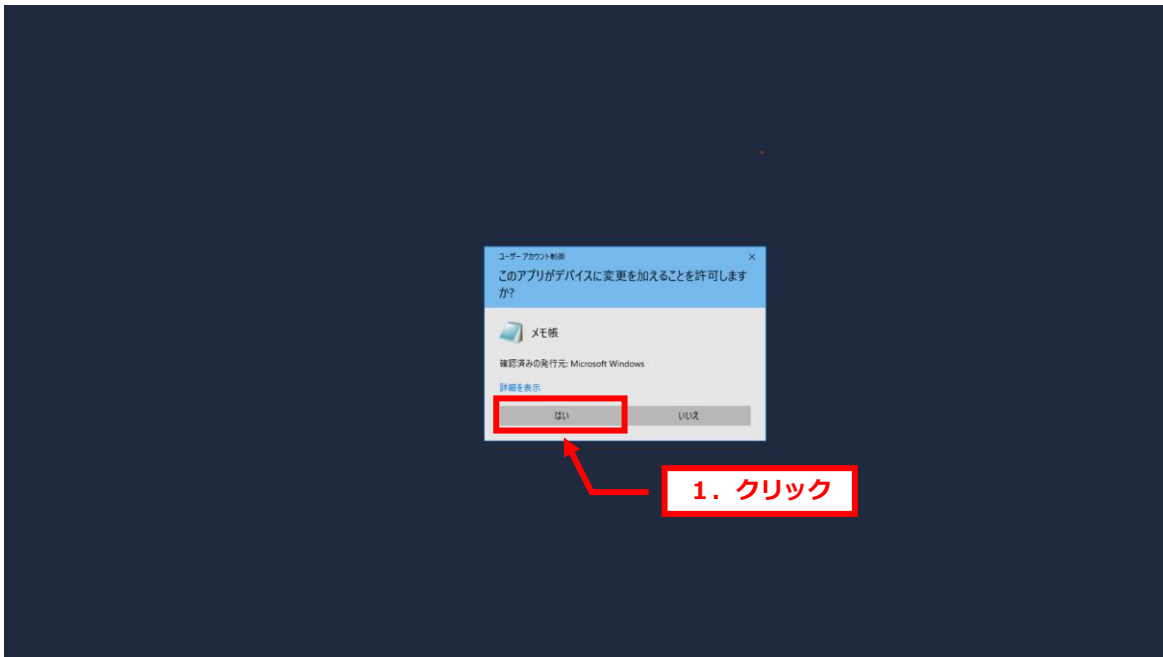 ユーザー アカウント制御
このアプリがデバイスに変更を加えることを許可します
か?
メモ帳
確認済みの発行元: Microsoft Windows
詳細を表示
はい いいえ
1. クリック